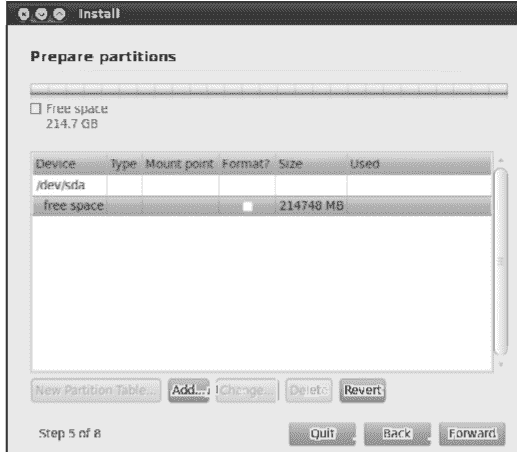 Install
Prepare partitions
Free space
214.7 GB
Device Type Mount point Format? Size Used
/dev/sda
free space 214748 MB
New Partition Table... Add... Change... Delete Revert
Step 5 of 8 Quit Back Forward